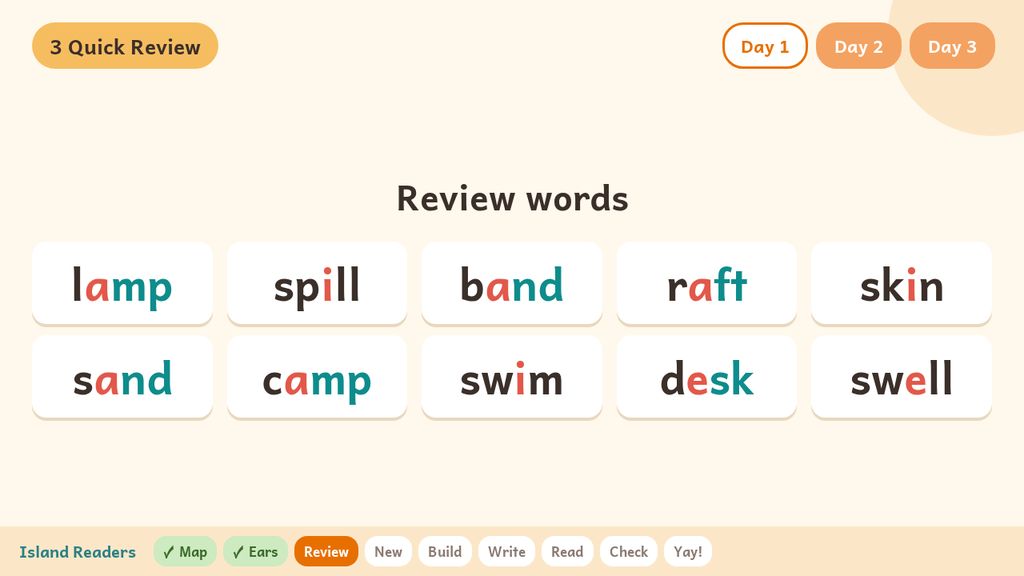 3 Quick Review
Day 1 Day 2 Day 3
Review words
lamp spill band raft skin
sand camp swim desk swell
Island Readers ✓ Map ✓ Ears Review New Build Write Read Check Yay!